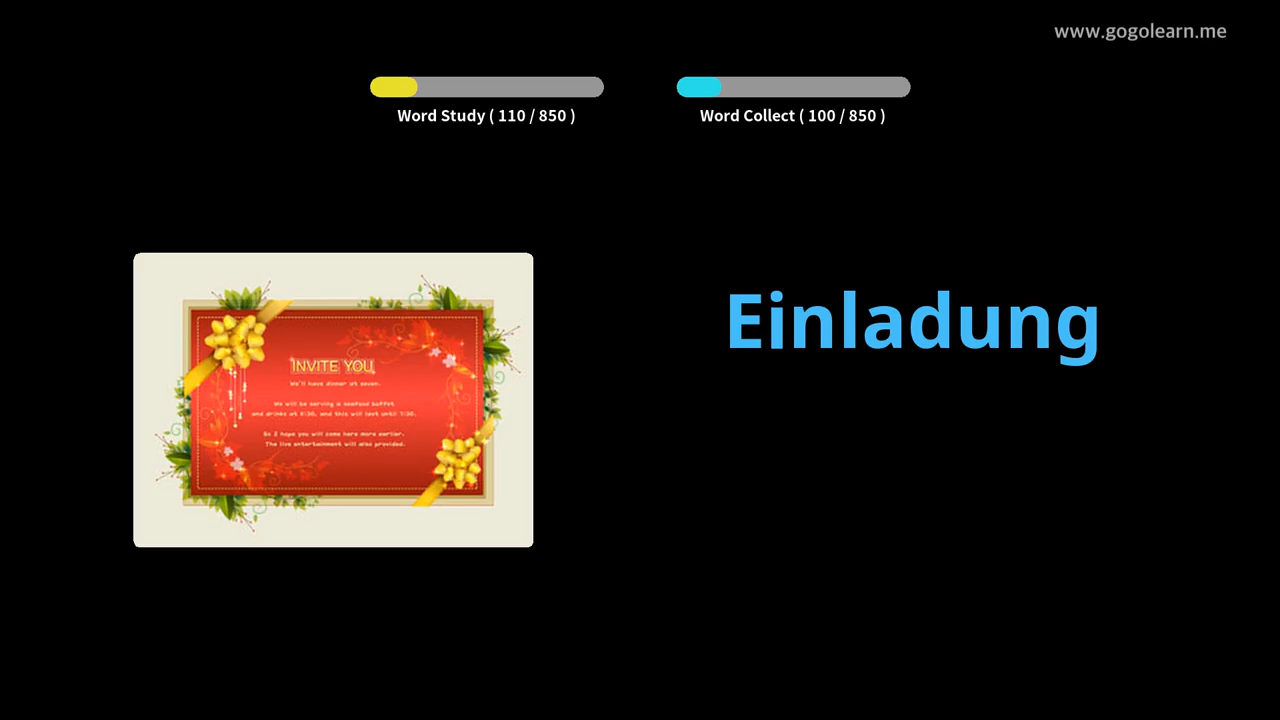 www.gogolearn.me
Word Study ( 110 / 850 )
Word Collect ( 100 / 850 )
Einladung
INVITE YOU
We'll have dinner at seven.
We will be serving a seafood buffet
and drinks at 6:30, and this will last until 7:30.
So I hope you will come here more earlier.
The live entertainment will also provided.